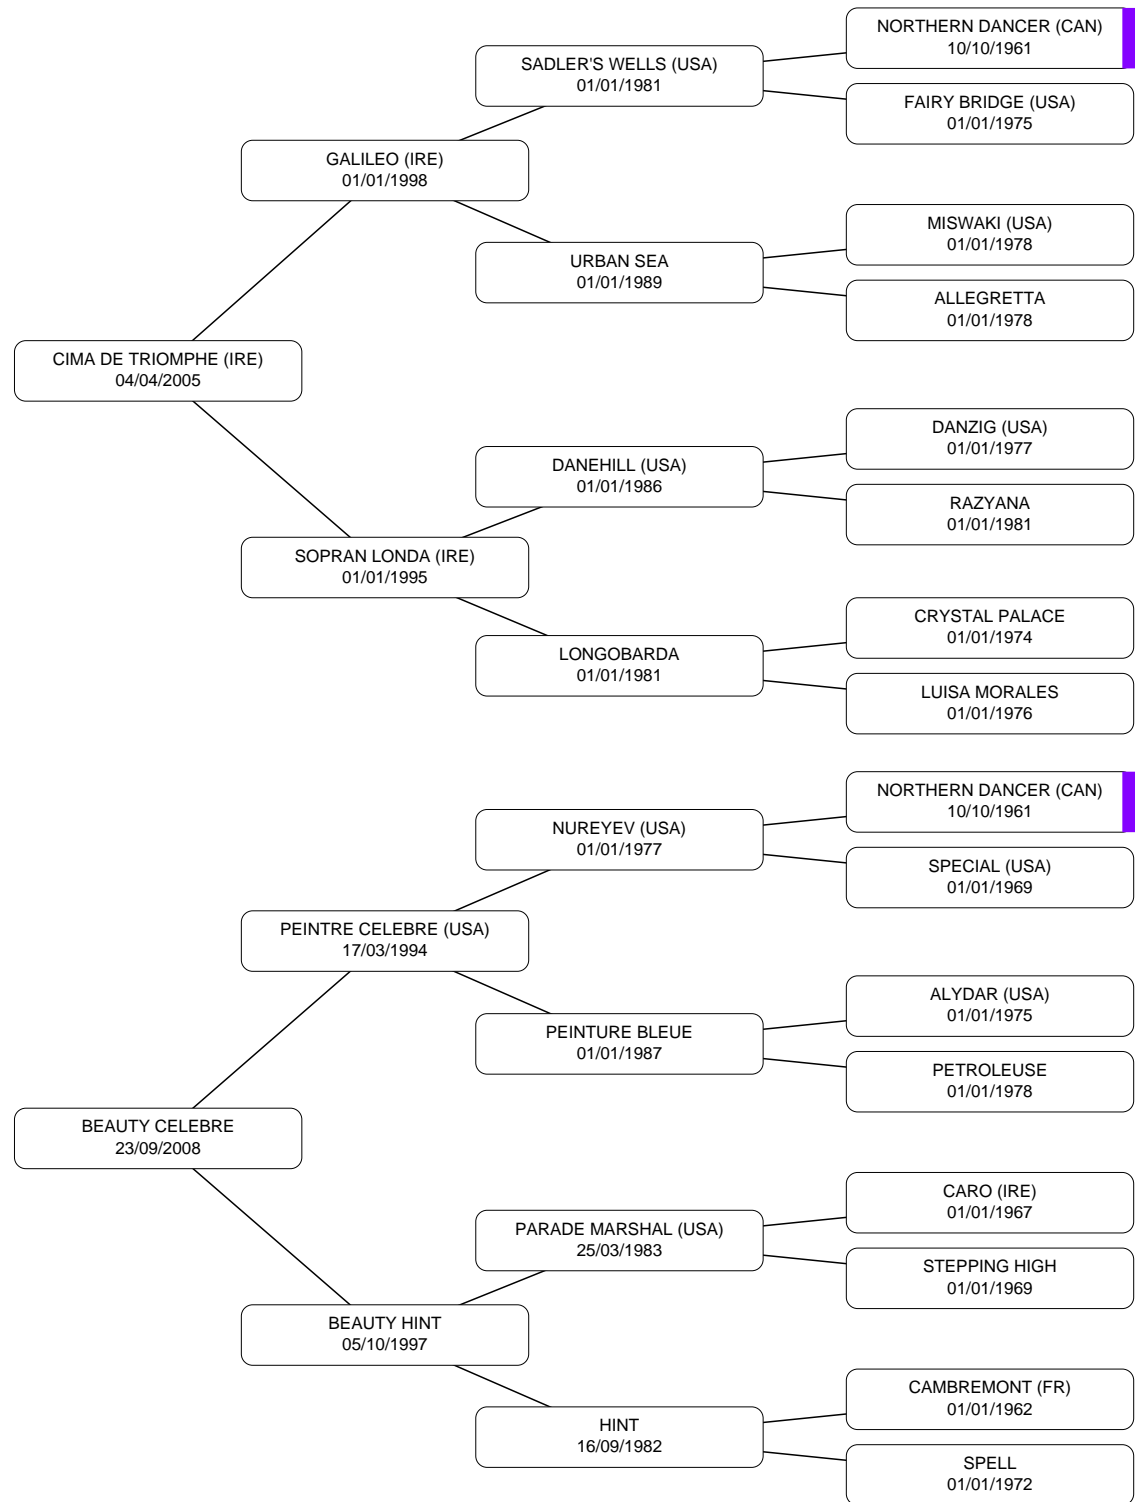 NORTHERN DANCER (CAN)
10/10/1961
SADLER'S WELLS (USA)
01/01/1981
FAIRY BRIDGE (USA)
01/01/1975
GALILEO (IRE)
01/01/1998
MISWAKI (USA)
01/01/1978
URBAN SEA
01/01/1989
ALLEGRETTA
01/01/1978
CIMA DE TRIOMPHE (IRE)
04/04/2005
DANZIG (USA)
01/01/1977
DANEHILL (USA)
01/01/1986
RAZYANA
01/01/1981
SOPRAN LONDA (IRE)
01/01/1995
CRYSTAL PALACE
01/01/1974
LONGOBARDA
01/01/1981
LUISA MORALES
01/01/1976
NORTHERN DANCER (CAN)
10/10/1961
NUREYEV (USA)
01/01/1977
SPECIAL (USA)
01/01/1969
PEINTRE CELEBRE (USA)
17/03/1994
ALYDAR (USA)
01/01/1975
PEINTURE BLEUE
01/01/1987
PETROLEUSE
01/01/1978
BEAUTY CELEBRE
23/09/2008
CARO (IRE)
01/01/1967
PARADE MARSHAL (USA)
25/03/1983
STEPPING HIGH
01/01/1969
BEAUTY HINT
05/10/1997
CAMBREMONT (FR)
01/01/1962
HINT
16/09/1982
SPELL
01/01/1972